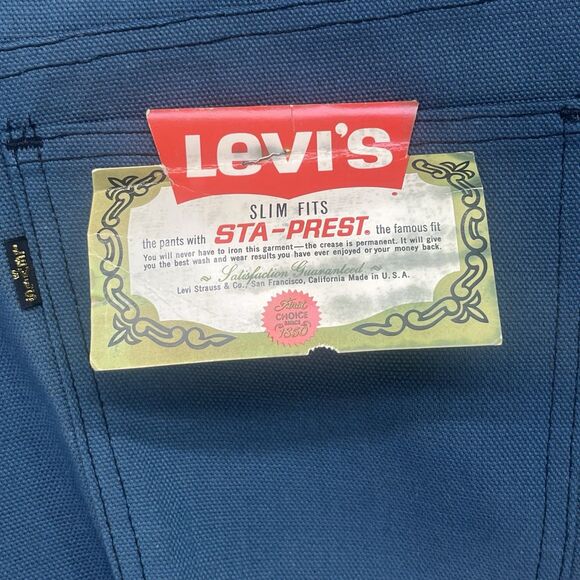 LEVI'S
SLIM FITS
the pants with STA-PREST. the famous fit
You will never have to iron this garment—the crease is permanent. It will give
you the best wash and wear results you have ever enjoyed or your money back.
~ Satisfaction Guaranteed ~
Levi Strauss & Co. San Francisco, California Made in U. S. A.
First
CHOICE
SINCE
1850